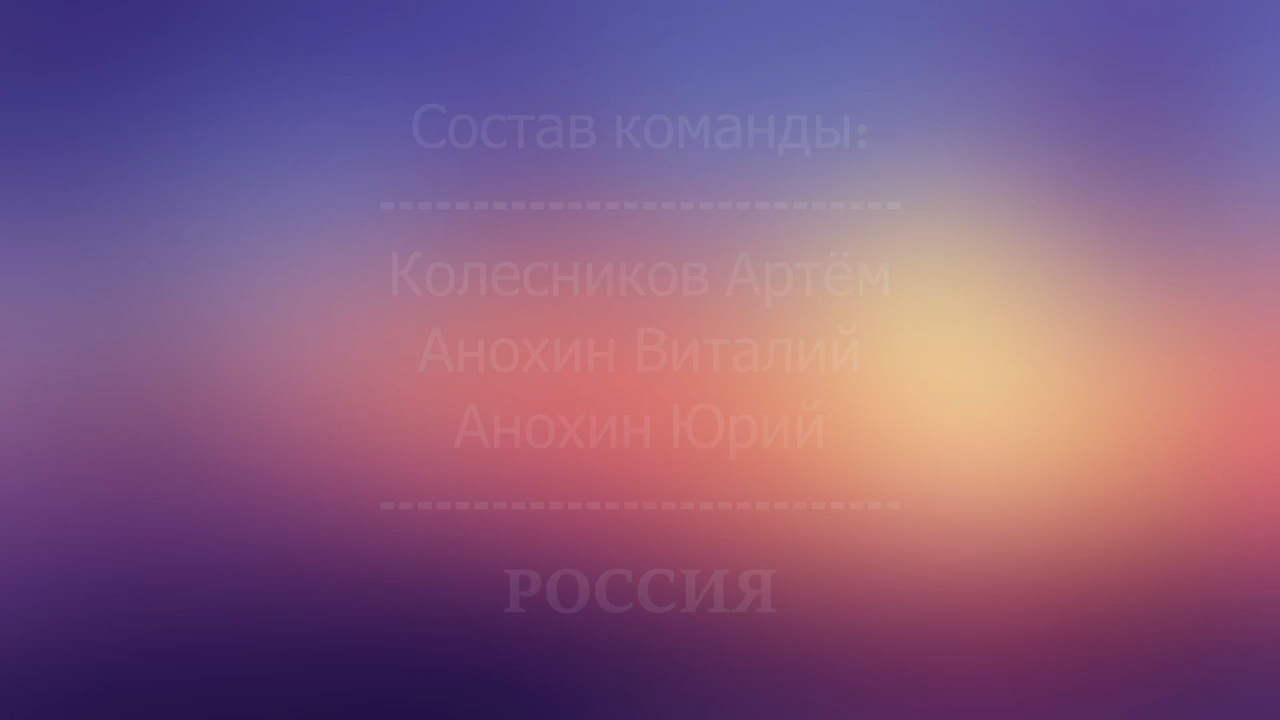 Состав команды:
----------------------------
Колесников Артём
Анохин Виталий
Анохин Юрий
----------------------------
РОССИЯ